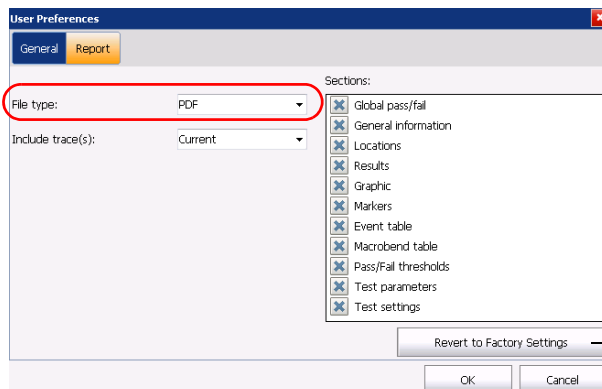 User Preferences
General Report
File type: PDF
Include trace(s): Current
Sections:
Global pass/fail
General information
Locations
Results
Graphic
Markers
Event table
Macrobend table
Pass/Fail thresholds
Test parameters
Test settings
Revert to Factory Settings
OK Cancel